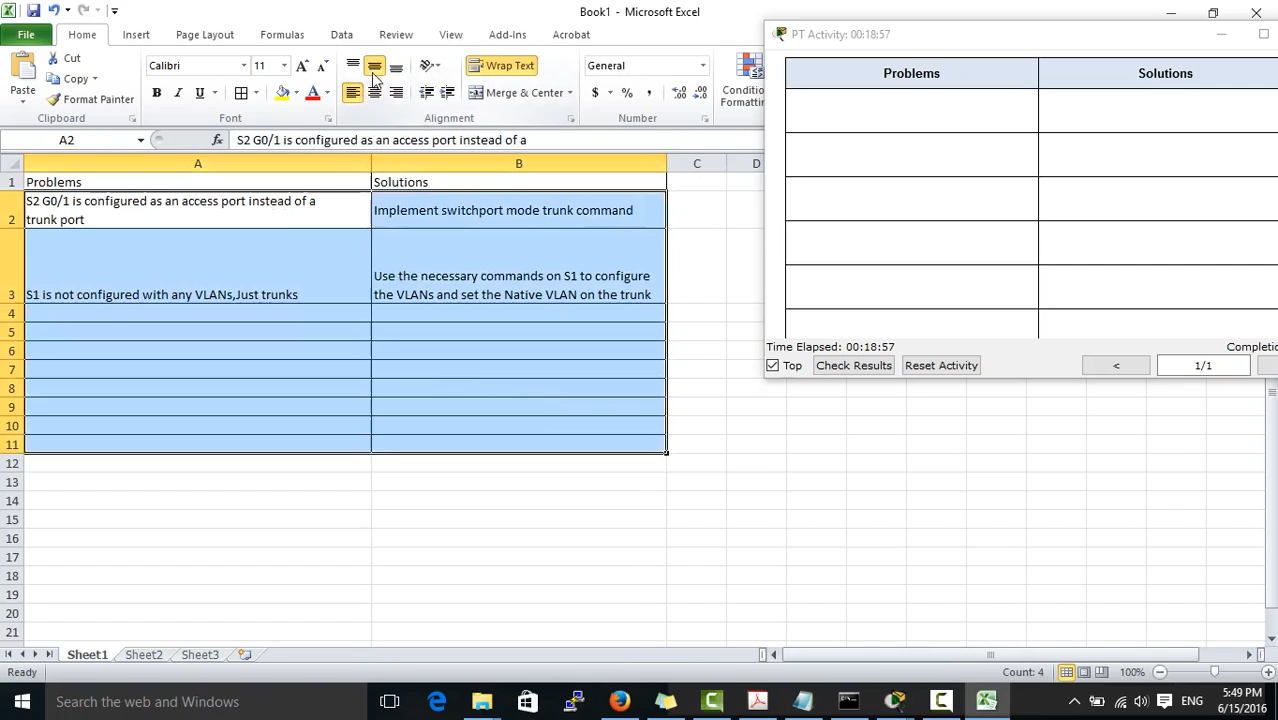 Book1 - Microsoft Excel
File Home Insert Page Layout Formulas Data Review View Add-Ins Acrobat
PT Activity: 00:18:57
Paste
Cut
Copy
Format Painter
Clipboard
Calibri 11
B I U A
Font
Wrap Text
Merge & Center
Alignment
General
$ % , .00
Number
Conditional
Formatting
A2 fx S2 G0/1 is configured as an access port instead of a
A B C D
1 Problems Solutions
2 S2 G0/1 is configured as an access port instead of a
trunk port
Implement switchport mode trunk command
3 S1 is not configured with any VLANs,Just trunks
Use the necessary commands on S1 to configure
the VLANs and set the Native VLAN on the trunk
4
5
6
7
8
9
10
11
12
13
14
15
16
17
18
19
20
21
Problems Solutions
Time Elapsed: 00:18:57 Completio
Top Check Results Reset Activity < 1/1
Sheet1 Sheet2 Sheet3
Ready Count: 4 100%
Search the web and Windows
ENG
5:49 PM
6/15/2016